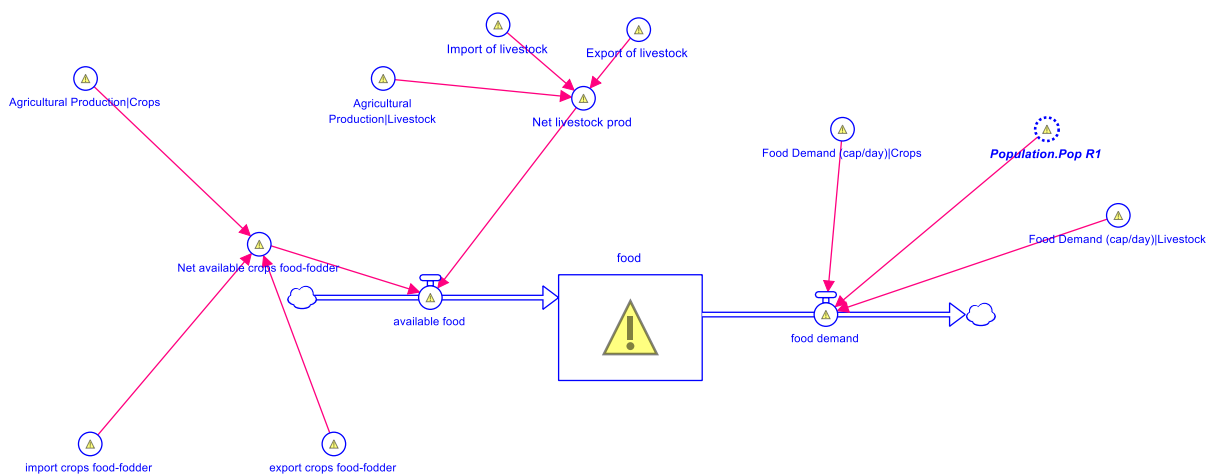 Import of livestock
Export of livestock
Agricultural Production|Crops
Agricultural
Production|Livestock
Net livestock prod
Food Demand (cap/day)|Crops
Population.Pop R1
Food Demand (cap/day)|Livestock
Net available crops food-fodder
food
available food
food demand
import crops food-fodder
export crops food-fodder